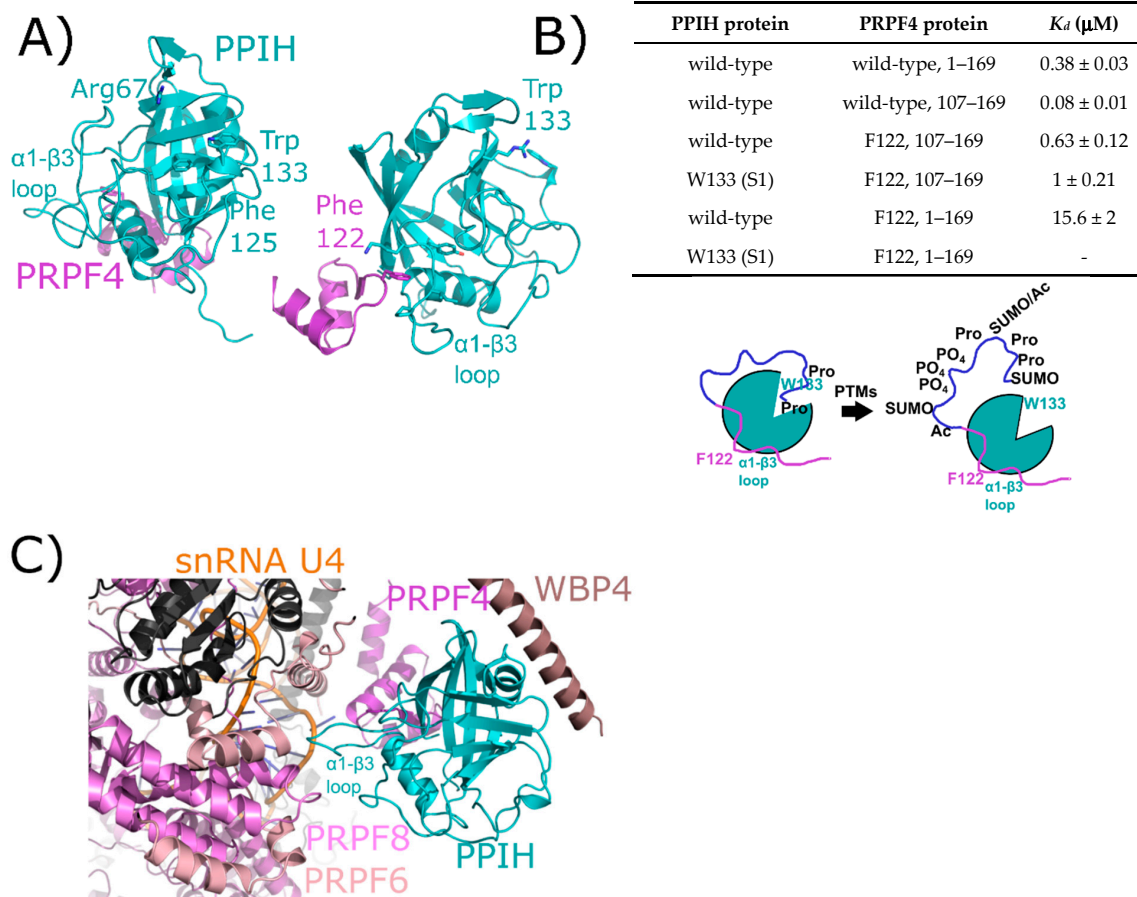 A)
PPIH
Arg67
α1-β3
loop
Trp
133
Phe
125
PRPF4
B)
Trp
133
Phe
122
α1-β3
loop
PPIH protein PRPF4 protein Kd (μM)
wild-type wild-type, 1–169 0.38 ± 0.03
wild-type wild-type, 107–169 0.08 ± 0.01
wild-type F122, 107–169 0.63 ± 0.12
W133 (S1) F122, 107–169 1 ± 0.21
wild-type F122, 1–169 15.6 ± 2
W133 (S1) F122, 1–169 -
Pro
W133
Pro
F122
α1-β3
loop
PTMs
SUMO/Ac
Pro
Pro
PO4
Pro
PO4
SUMO
PO4
SUMO
W133
Ac
F122
α1-β3
loop
C)
snRNA U4
PRPF4
WBP4
α1-β3
loop
PRPF8
PPIH
PRPF6